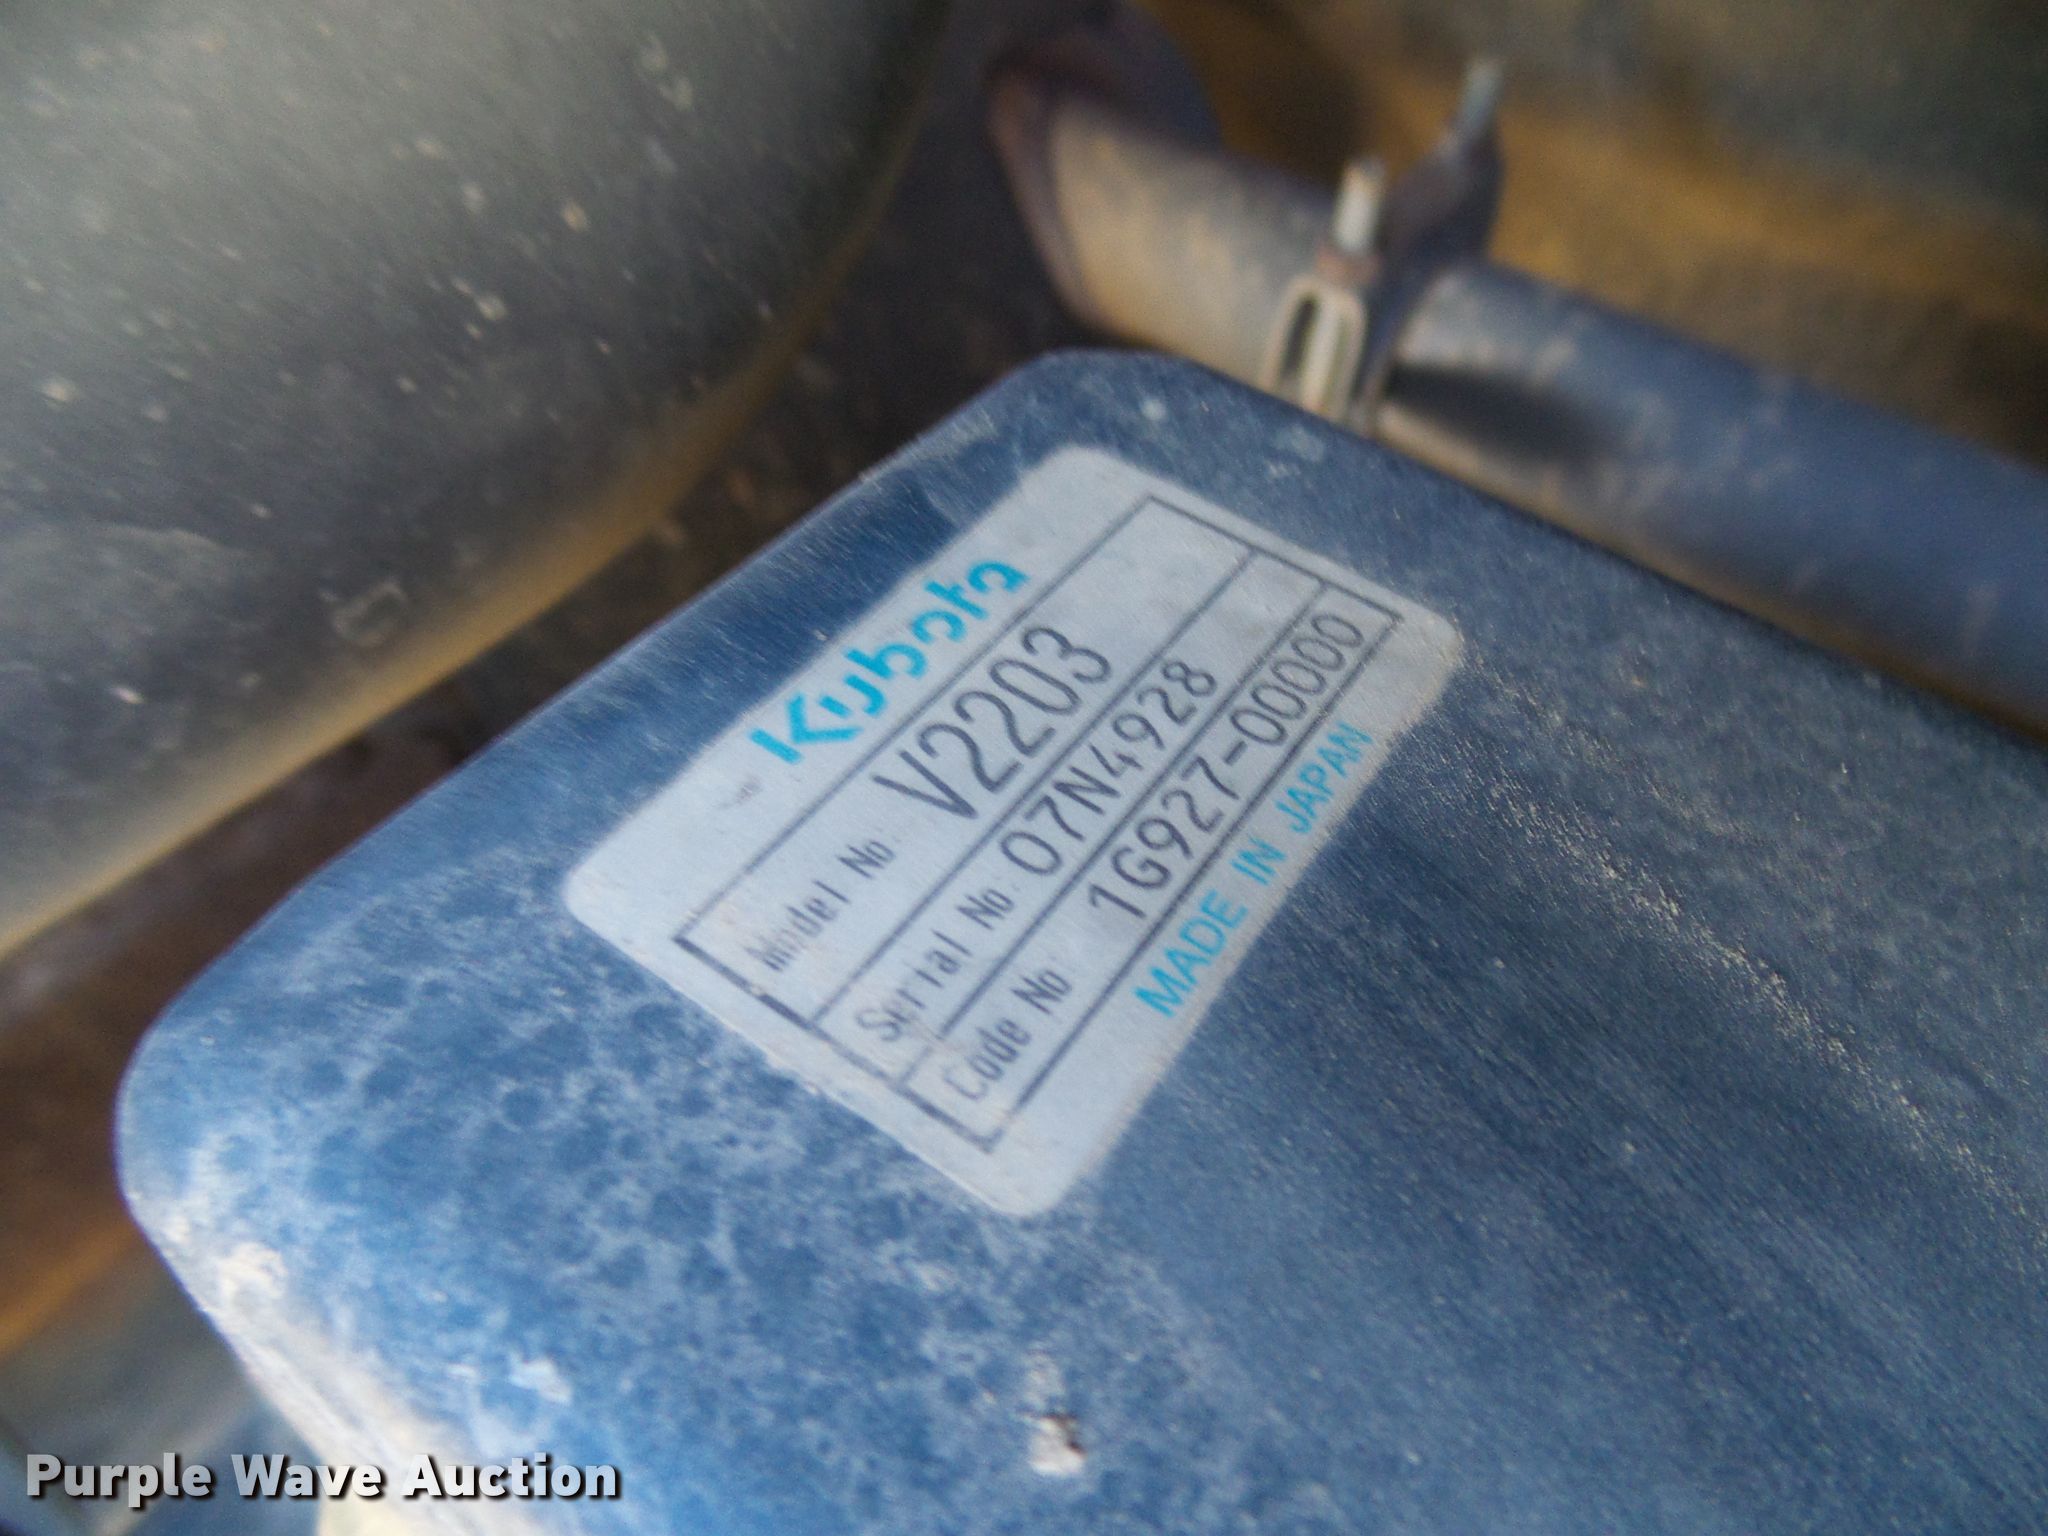 Kubota
Model No: V2203
Serial No: 07N4928
Code No: 1G927-00000
MADE IN JAPAN
Purple Wave Auction